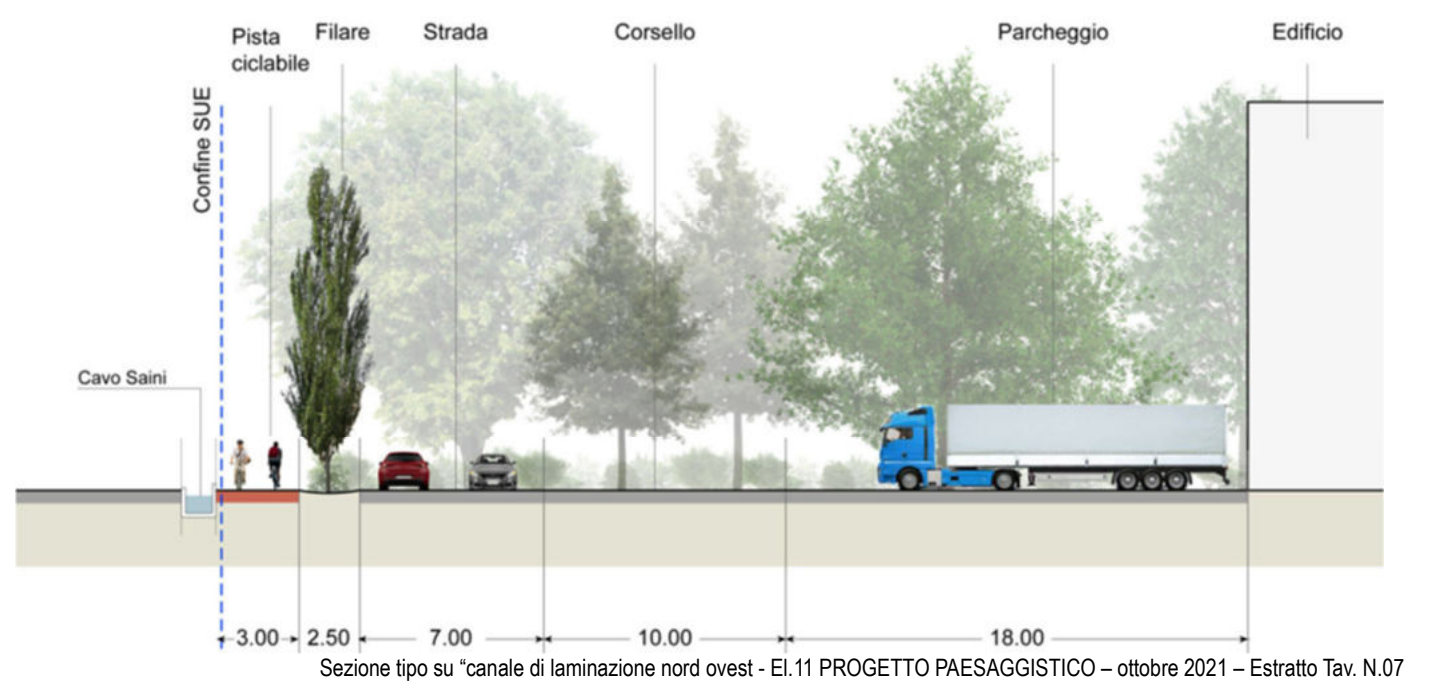 Pista
ciclabile
Filare
Strada
Corsello
Parcheggio
Edificio
Confine SUE
Cavo Saini
3.00
2.50
7.00
10.00
18.00
Sezione tipo su “canale di laminazione nord ovest - El.11 PROGETTO PAESAGGISTICO – ottobre 2021 – Estratto Tav. N.07